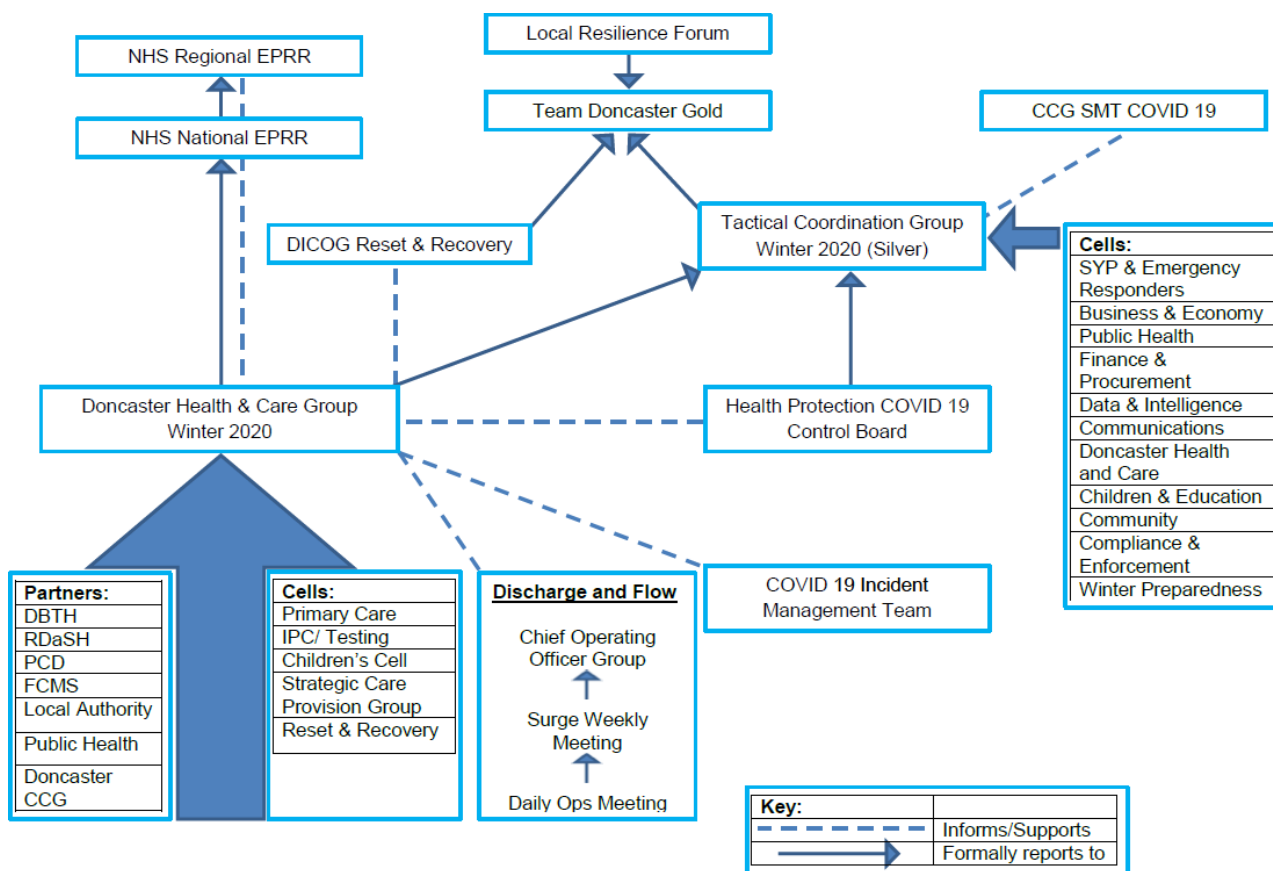 Local Resilience Forum
NHS Regional EPRR
Team Doncaster Gold
CCG SMT COVID 19
NHS National EPRR
Tactical Coordination Group
Winter 2020 (Silver)
DICOG Reset & Recovery
Cells:
SYP & Emergency
Responders
Business & Economy
Public Health
Finance &
Procurement
Data & Intelligence
Communications
Doncaster Health
and Care
Children & Education
Community
Compliance &
Enforcement
Winter Preparedness
Doncaster Health & Care Group
Winter 2020
Health Protection COVID 19
Control Board
Partners:
DBTH
RDaSH
PCD
FCMS
Local Authority
Public Health
Doncaster
CCG
Cells:
Primary Care
IPC/ Testing
Children’s Cell
Strategic Care
Provision Group
Reset & Recovery
Discharge and Flow
Chief Operating
Officer Group
Surge Weekly
Meeting
Daily Ops Meeting
COVID 19 Incident
Management Team
Key:
Informs/Supports
Formally reports to